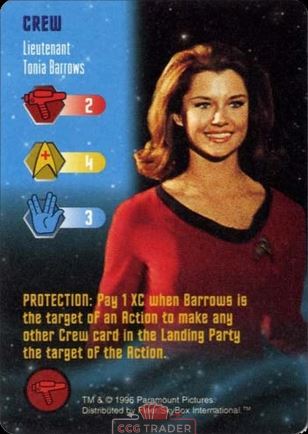 CREW
Lieutenant
Tonia Barrows
2
4
3
PROTECTION: Pay 1 XC when Barrows is
the target of an Action to make any
other Crew card in the Landing Party
the target of the Action.
TM & © 1996 Paramount Pictures.
Distributed by Fleer/SkyBox International.™
CCG TRADER